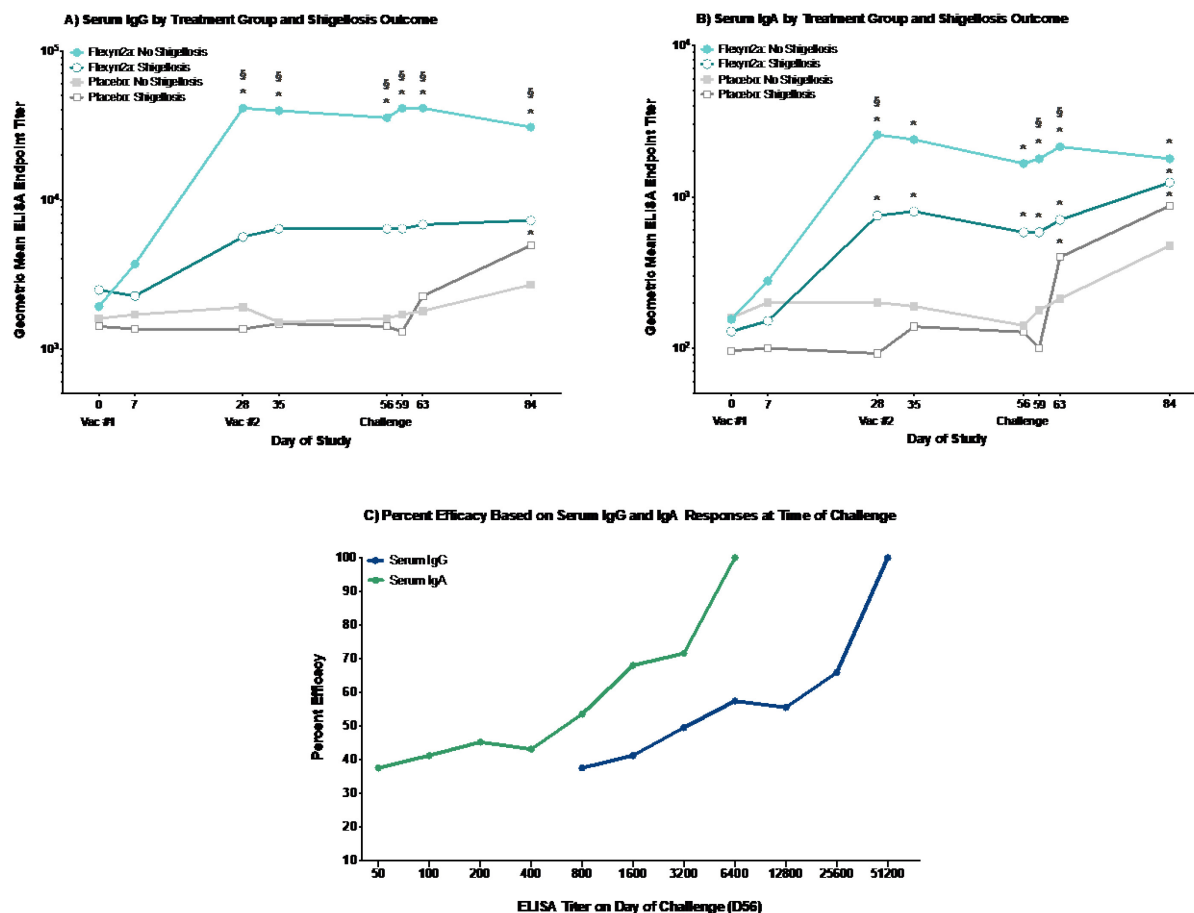 A) Serum IgG by Treatment Group and Shigellosis Outcome
Geometric Mean ELISA Endpoint Titer
10^5
10^4
10^3
Flexyn2a: No Shigellosis
Flexyn2a: Shigellosis
Placebo: No Shigellosis
Placebo: Shigellosis
0 7 28 35 56 59 63 84
Vac #1 Vac #2 Challenge
Day of Study
B) Serum IgA by Treatment Group and Shigellosis Outcome
Geometric Mean ELISA Endpoint Titer
10^4
10^3
10^2
Flexyn2a: No Shigellosis
Flexyn2a: Shigellosis
Placebo: No Shigellosis
Placebo: Shigellosis
0 7 28 35 56 59 63 84
Vac #1 Vac #2 Challenge
Day of Study
C) Percent Efficacy Based on Serum IgG and IgA Responses at Time of Challenge
Percent Efficacy
100
90
80
70
60
50
40
30
20
10
Serum IgG
Serum IgA
50 100 200 400 800 1600 3200 6400 12800 25600 51200
ELISA Titer on Day of Challenge (D56)